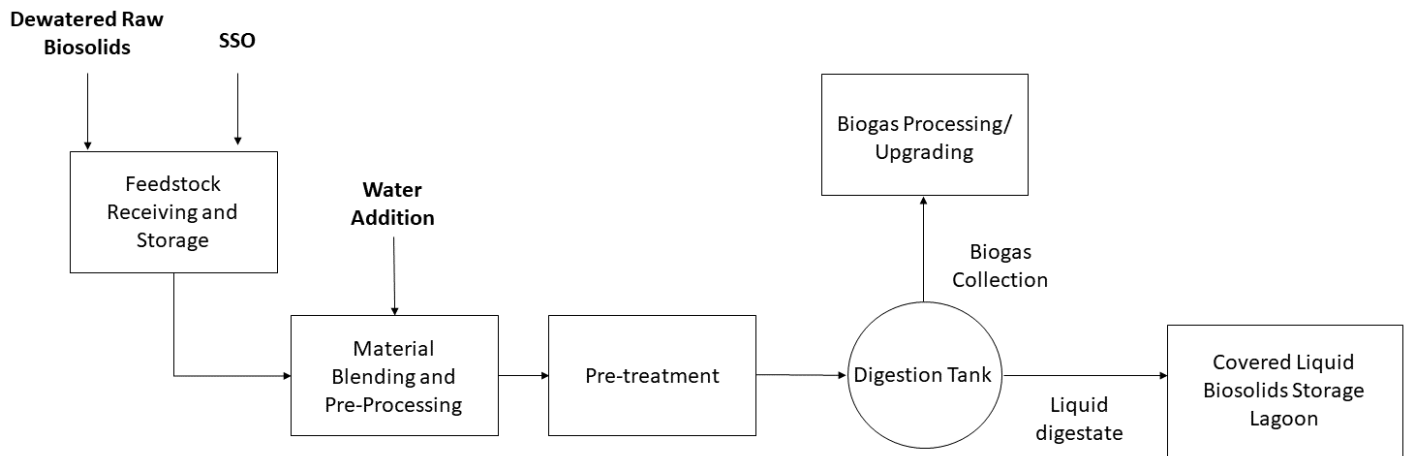 Dewatered Raw
Biosolids
SSO
Feedstock
Receiving and
Storage
Water
Addition
Material
Blending and
Pre-Processing
Pre-treatment
Biogas Processing/
Upgrading
Biogas
Collection
Digestion Tank
Liquid
digestate
Covered Liquid
Biosolids Storage
Lagoon